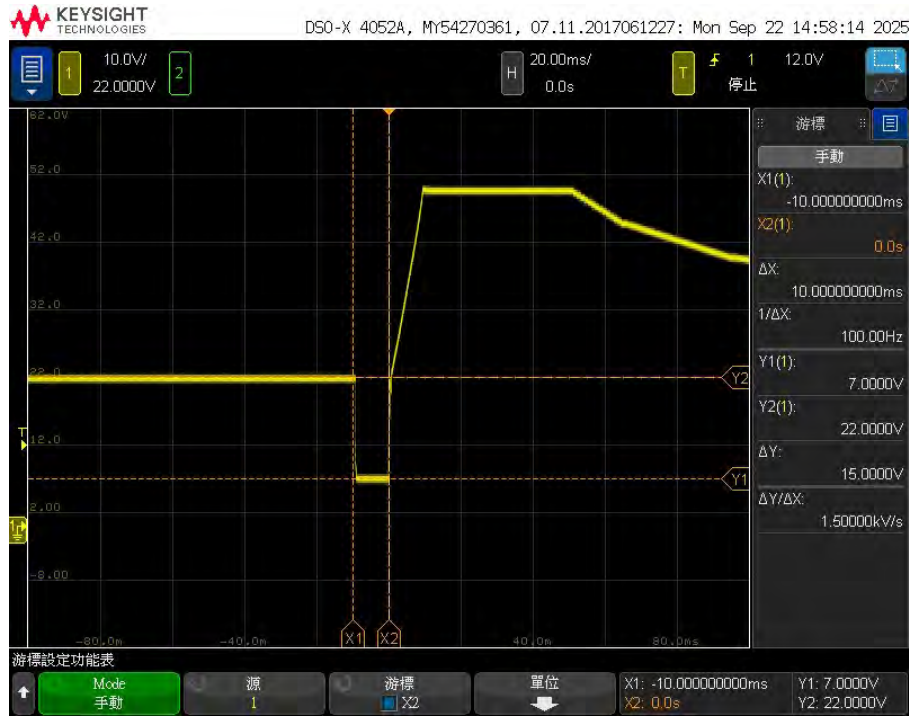 KEYSIGHT
TECHNOLOGIES
DSO-X 4052A, MY54270361, 07.11.2017061227: Mon Sep 22 14:58:14 2025
1 10.0V/ 22.0000V 2 H 20.00ms/ 0.0s T 1 12.0V 停止
62.0V
52.0
42.0
32.0
22.0
12.0
2.00
-8.00
T
1
Y2
Y1
X1 X2
-80.0m -40.0m 40.0m 80.0ms
游標
手動
X1(1):
-10.000000000ms
X2(1):
0.0s
ΔX:
10.000000000ms
1/ΔX:
100.00Hz
Y1(1):
7.0000V
Y2(1):
22.0000V
ΔY:
15.0000V
ΔY/ΔX:
1.50000kV/s
游標設定功能表
Mode
手動
源
1
游標
X2
單位
X1: -10.000000000ms
X2: 0.0s
Y1: 7.0000V
Y2: 22.0000V